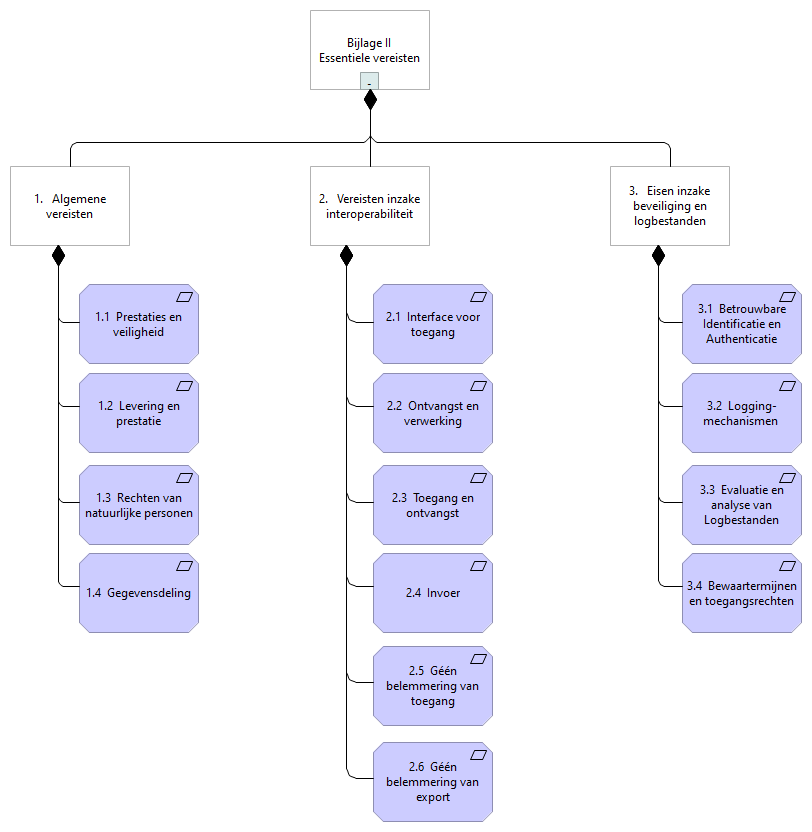 Bijlage II
Essentiele vereisten
-
1. Algemene
vereisten
2. Vereisten inzake
interoperabiliteit
3. Eisen inzake
beveiliging en
logbestanden
1.1 Prestaties en
veiligheid
1.2 Levering en
prestatie
1.3 Rechten van
natuurlijke personen
1.4 Gegevensdeling
2.1 Interface voor
toegang
2.2 Ontvangst en
verwerking
2.3 Toegang en
ontvangst
2.4 Invoer
2.5 Géén
belemmering van
toegang
2.6 Géén
belemmering van
export
3.1 Betrouwbare
Identificatie en
Authenticatie
3.2 Logging-
mechanismen
3.3 Evaluatie en
analyse van
Logbestanden
3.4 Bewaartermijnen
en toegangsrechten